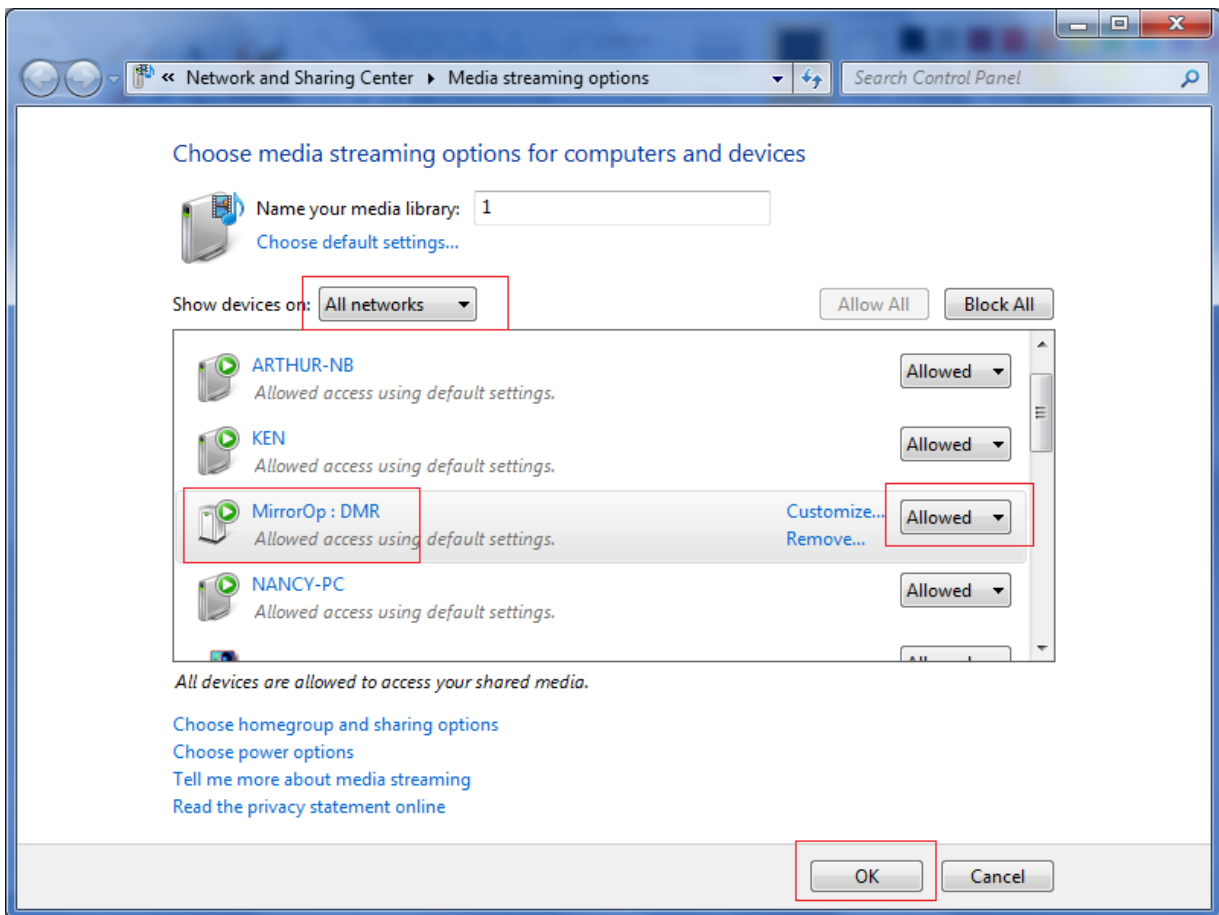 « Network and Sharing Center ▸ Media streaming options
Search Control Panel
Choose media streaming options for computers and devices
Name your media library: 1
Choose default settings...
Show devices on: All networks
Allow All Block All
ARTHUR-NB
Allowed access using default settings.
Allowed
KEN
Allowed access using default settings.
Allowed
MirrorOp : DMR
Allowed access using default settings.
Customize...
Remove...
Allowed
NANCY-PC
Allowed access using default settings.
Allowed
All devices are allowed to access your shared media.
Choose homegroup and sharing options
Choose power options
Tell me more about media streaming
Read the privacy statement online
OK Cancel